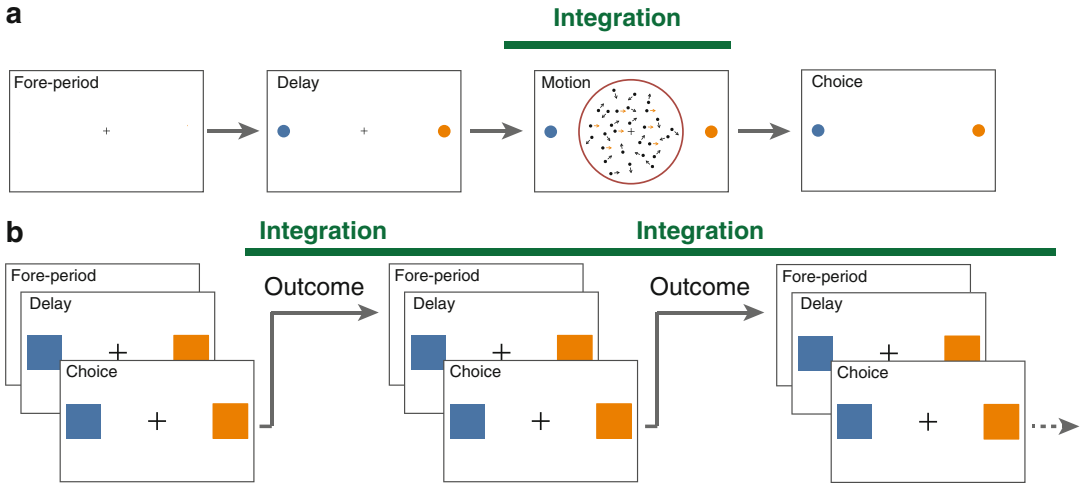 a
Integration
Fore-period
Delay
Motion
Choice
b
Integration
Integration
Fore-period
Delay
Choice
Outcome
Fore-period
Delay
Choice
Outcome
Fore-period
Delay
Choice